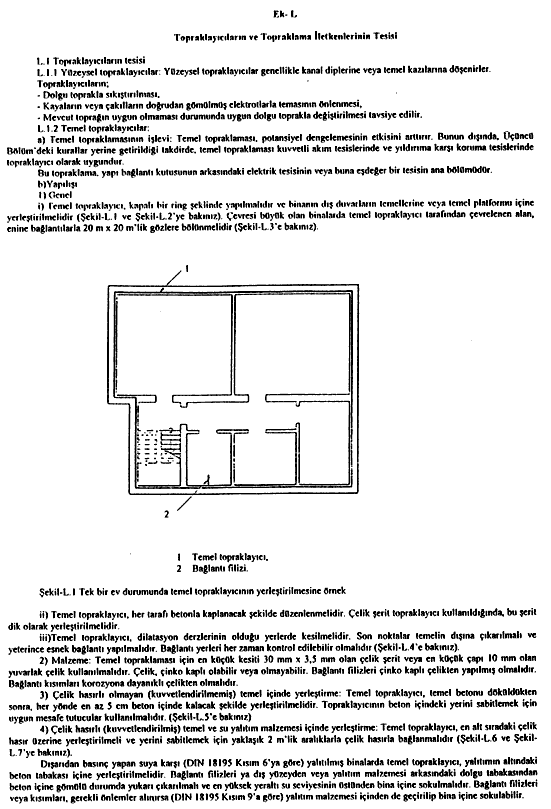 Ek- L
Topraklayıcıların ve Topraklama İletkenlerinin Tesisi
L.1 Topraklayıcıların tesisi
L.1.1 Yüzeysel topraklayıcılar: Yüzeysel topraklayıcılar genellikle kanal diplerine veya temel kazılarına döşenirler.
Topraklayıcıların;
- Dolgu toprakla sıkıştırılması,
- Kayaların veya çakılların doğrudan gömülmüş elektrotlarla temasının önlenmesi,
- Mevcut toprağın uygun olmaması durumunda uygun dolgu toprakla değiştirilmesi tavsiye edilir.
L.1.2 Temel topraklayıcılar:
a) Temel topraklamasının işlevi: Temel topraklaması, potansiyel dengelemesinin etkisini arttırır. Bunun dışında, Üçüncü
Bölüm'deki kurallar yerine getirildiği takdirde, temel topraklaması kuvvetli akım tesislerinde ve yıldırıma karşı koruma tesislerinde
topraklayıcı olarak uygundur.
Bu topraklama, yapı bağlantı kutusunun arkasındaki elektrik tesisinin veya buna eşdeğer bir tesisin ana bölümüdür.
b)Yapılışı
1) Genel
i) Temel topraklayıcı, kapalı bir ring şeklinde yapılmalıdır ve binanın dış duvarların temellerine veya temel platformu içine
yerleştirilmelidir (Şekil-L.1 ve Şekil-L.2'ye bakınız). Çevresi büyük olan binalarda temel topraklayıcı tarafından çevrelenen alan,
enine bağlantılarla 20 m x 20 m'lik gözlere bölünmelidir (Şekil-L.3'e bakınız).
1
2
1 Temel topraklayıcı,
2 Bağlantı filizi.
Şekil-L.1 Tek bir ev durumunda temel topraklayıcının yerleştirilmesine örnek
ii) Temel topraklayıcı, her tarafı betonla kaplanacak şekilde düzenlenmelidir. Çelik şerit topraklayıcı kullanıldığında, bu şerit
dik olarak yerleştirilmelidir.
iii)Temel topraklayıcı, dilatasyon derzlerinin olduğu yerlerde kesilmelidir. Son noktalar temelin dışına çıkarılmalı ve
yeterince esnek bağlantı yapılmalıdır. Bağlantı yerleri her zaman kontrol edilebilir olmalıdır (Şekil-L.4'e bakınız).
2) Malzeme: Temel topraklaması için en küçük kesiti 30 mm x 3,5 mm olan çelik şerit veya en küçük çapı 10 mm olan
yuvarlak çelik kullanılmalıdır. Çelik, çinko kaplı olabilir veya olmayabilir. Bağlantı filizleri çinko kaplı çelikten yapılmış olmalıdır.
Bağlantı kısımları korozyona dayanıklı çelikten olmalıdır.
3) Çelik hasırlı olmayan (kuvvetlendirilmemiş) temel içinde yerleştirme: Temel topraklayıcı, temel betonu döküldükten
sonra, her yönde en az 5 cm beton içinde kalacak şekilde yerleştirilmelidir. Topraklayıcının beton içindeki yerini sabitlemek için
uygun mesafe tutucular kullanılmalıdır. (Şekil-L.5'e bakınız)
4) Çelik hasırlı (kuvvetlendirilmiş) temel ve su yalıtım malzemesi içinde yerleştirme: Temel topraklayıcı, en alt sıradaki çelik
hasır üzerine yerleştirilmeli ve yerini sabitlemek için yaklaşık 2 m'lik aralıklarla çelik hasırla bağlanmalıdır (Şekil-L.6 ve Şekil-
L.7'ye bakınız).
Dışarıdan basınç yapan suya karşı (DIN 18195 Kısım 6'ya göre) yalıtılmış binalarda temel topraklayıcı, yalıtımın altındaki
beton tabakası içine yerleştirilmelidir. Bağlantı filizleri ya dış yüzeyden veya yalıtım malzemesi arkasındaki dolgu tabakasından
beton içine gömülü durumda yukarı çıkarılmalı ve en yüksek yeraltı su seviyesinin üstünden bina içine sokulmalıdır. Bağlantı filizleri
veya kısımları, gerekli önlemler alınırsa (DIN 18195 Kısım 9'a göre) yalıtım malzemesi içinden de geçirilip bina içine sokulabilir.